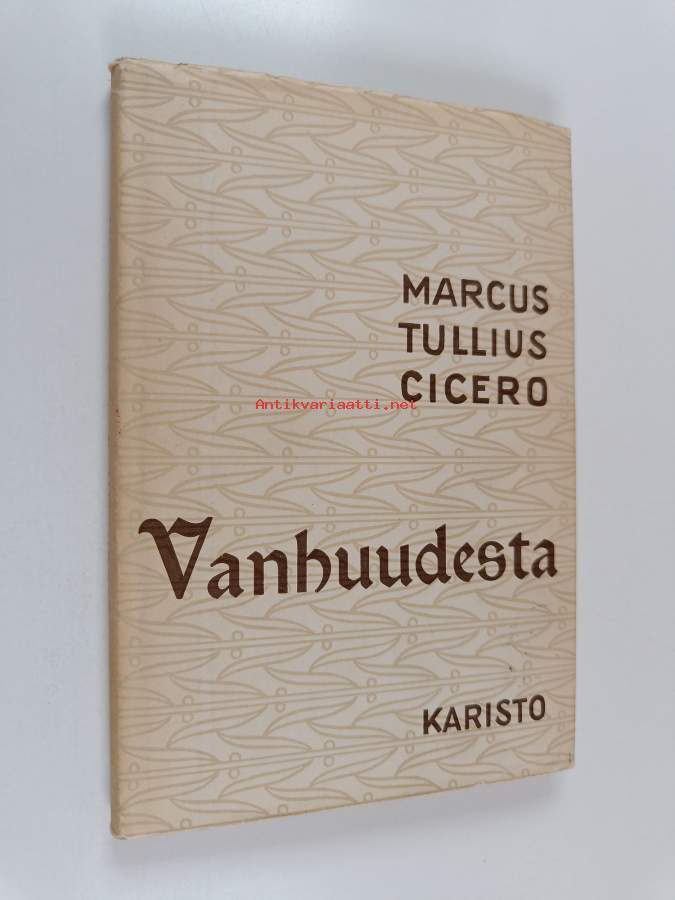 MARCUS
TULLIUS
CICERO
Antikvariaatti.net
Vanhuudesta
KARISTO